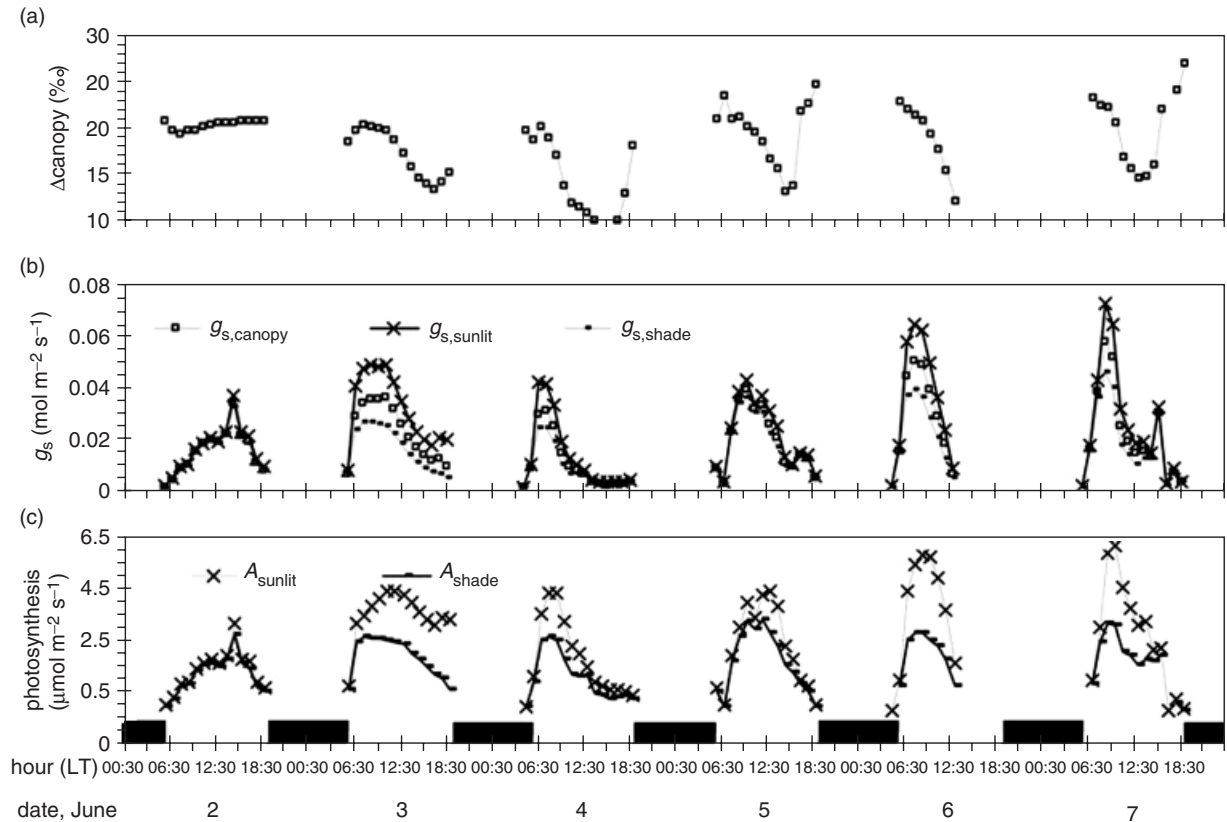 (a)
30
20
20
15
10
Δcanopy (‰)
(b)
0.08
0.06
0.04
0.02
0
gs (mol m−2 s−1)
gs,canopy
gs,sunlit
gs,shade
(c)
6.5
4.5
2.5
0.5
0
photosynthesis
(μmol m−2 s−1)
Asunlit
Ashade
hour (LT) 00:30 06:30 12:30 18:30 00:30 06:30 12:30 18:30 00:30 06:30 12:30 18:30 00:30 06:30 12:30 18:30 00:30 06:30 12:30 18:30 00:30 06:30 12:30 18:30
date, June 2 3 4 5 6 7